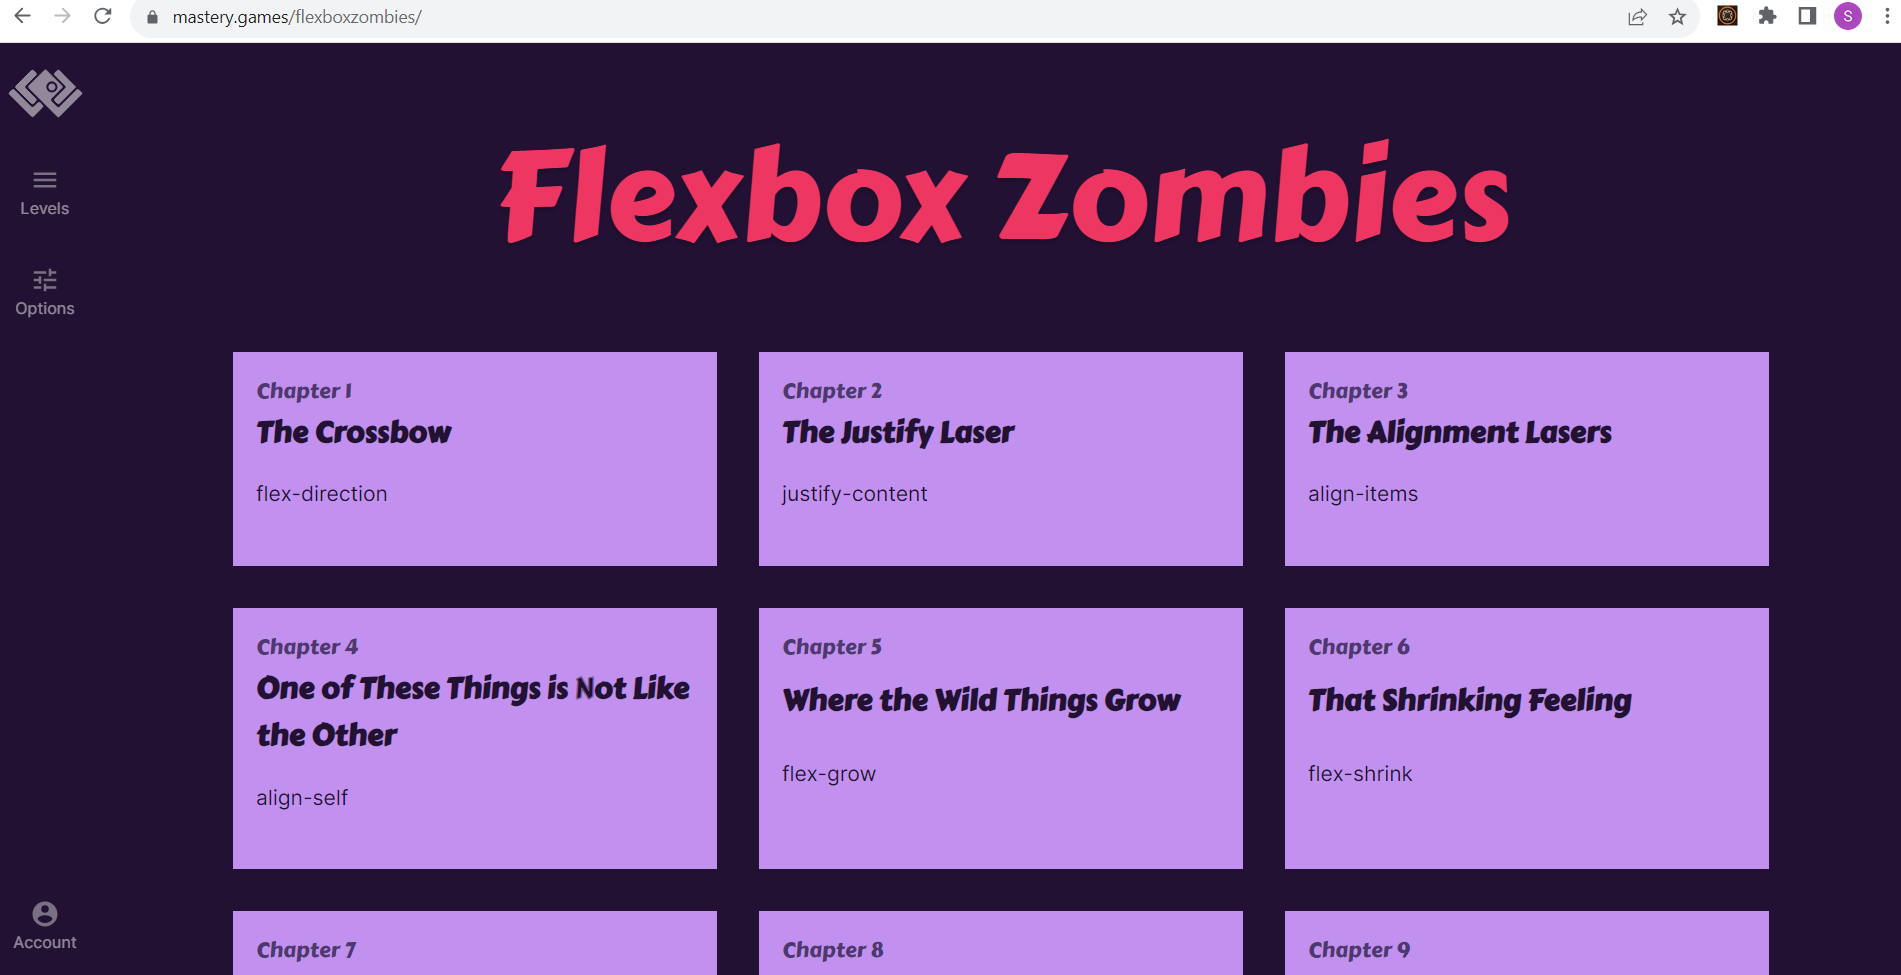 mastery.games/flexboxzombies/
S
Levels
Options
Flexbox Zombies
Chapter 1
The Crossbow
flex-direction
Chapter 2
The Justify Laser
justify-content
Chapter 3
The Alignment Lasers
align-items
Chapter 4
One of These Things is Not Like
the Other
align-self
Chapter 5
Where the Wild Things Grow
flex-grow
Chapter 6
That Shrinking Feeling
flex-shrink
Chapter 7
Chapter 8
Chapter 9
Account